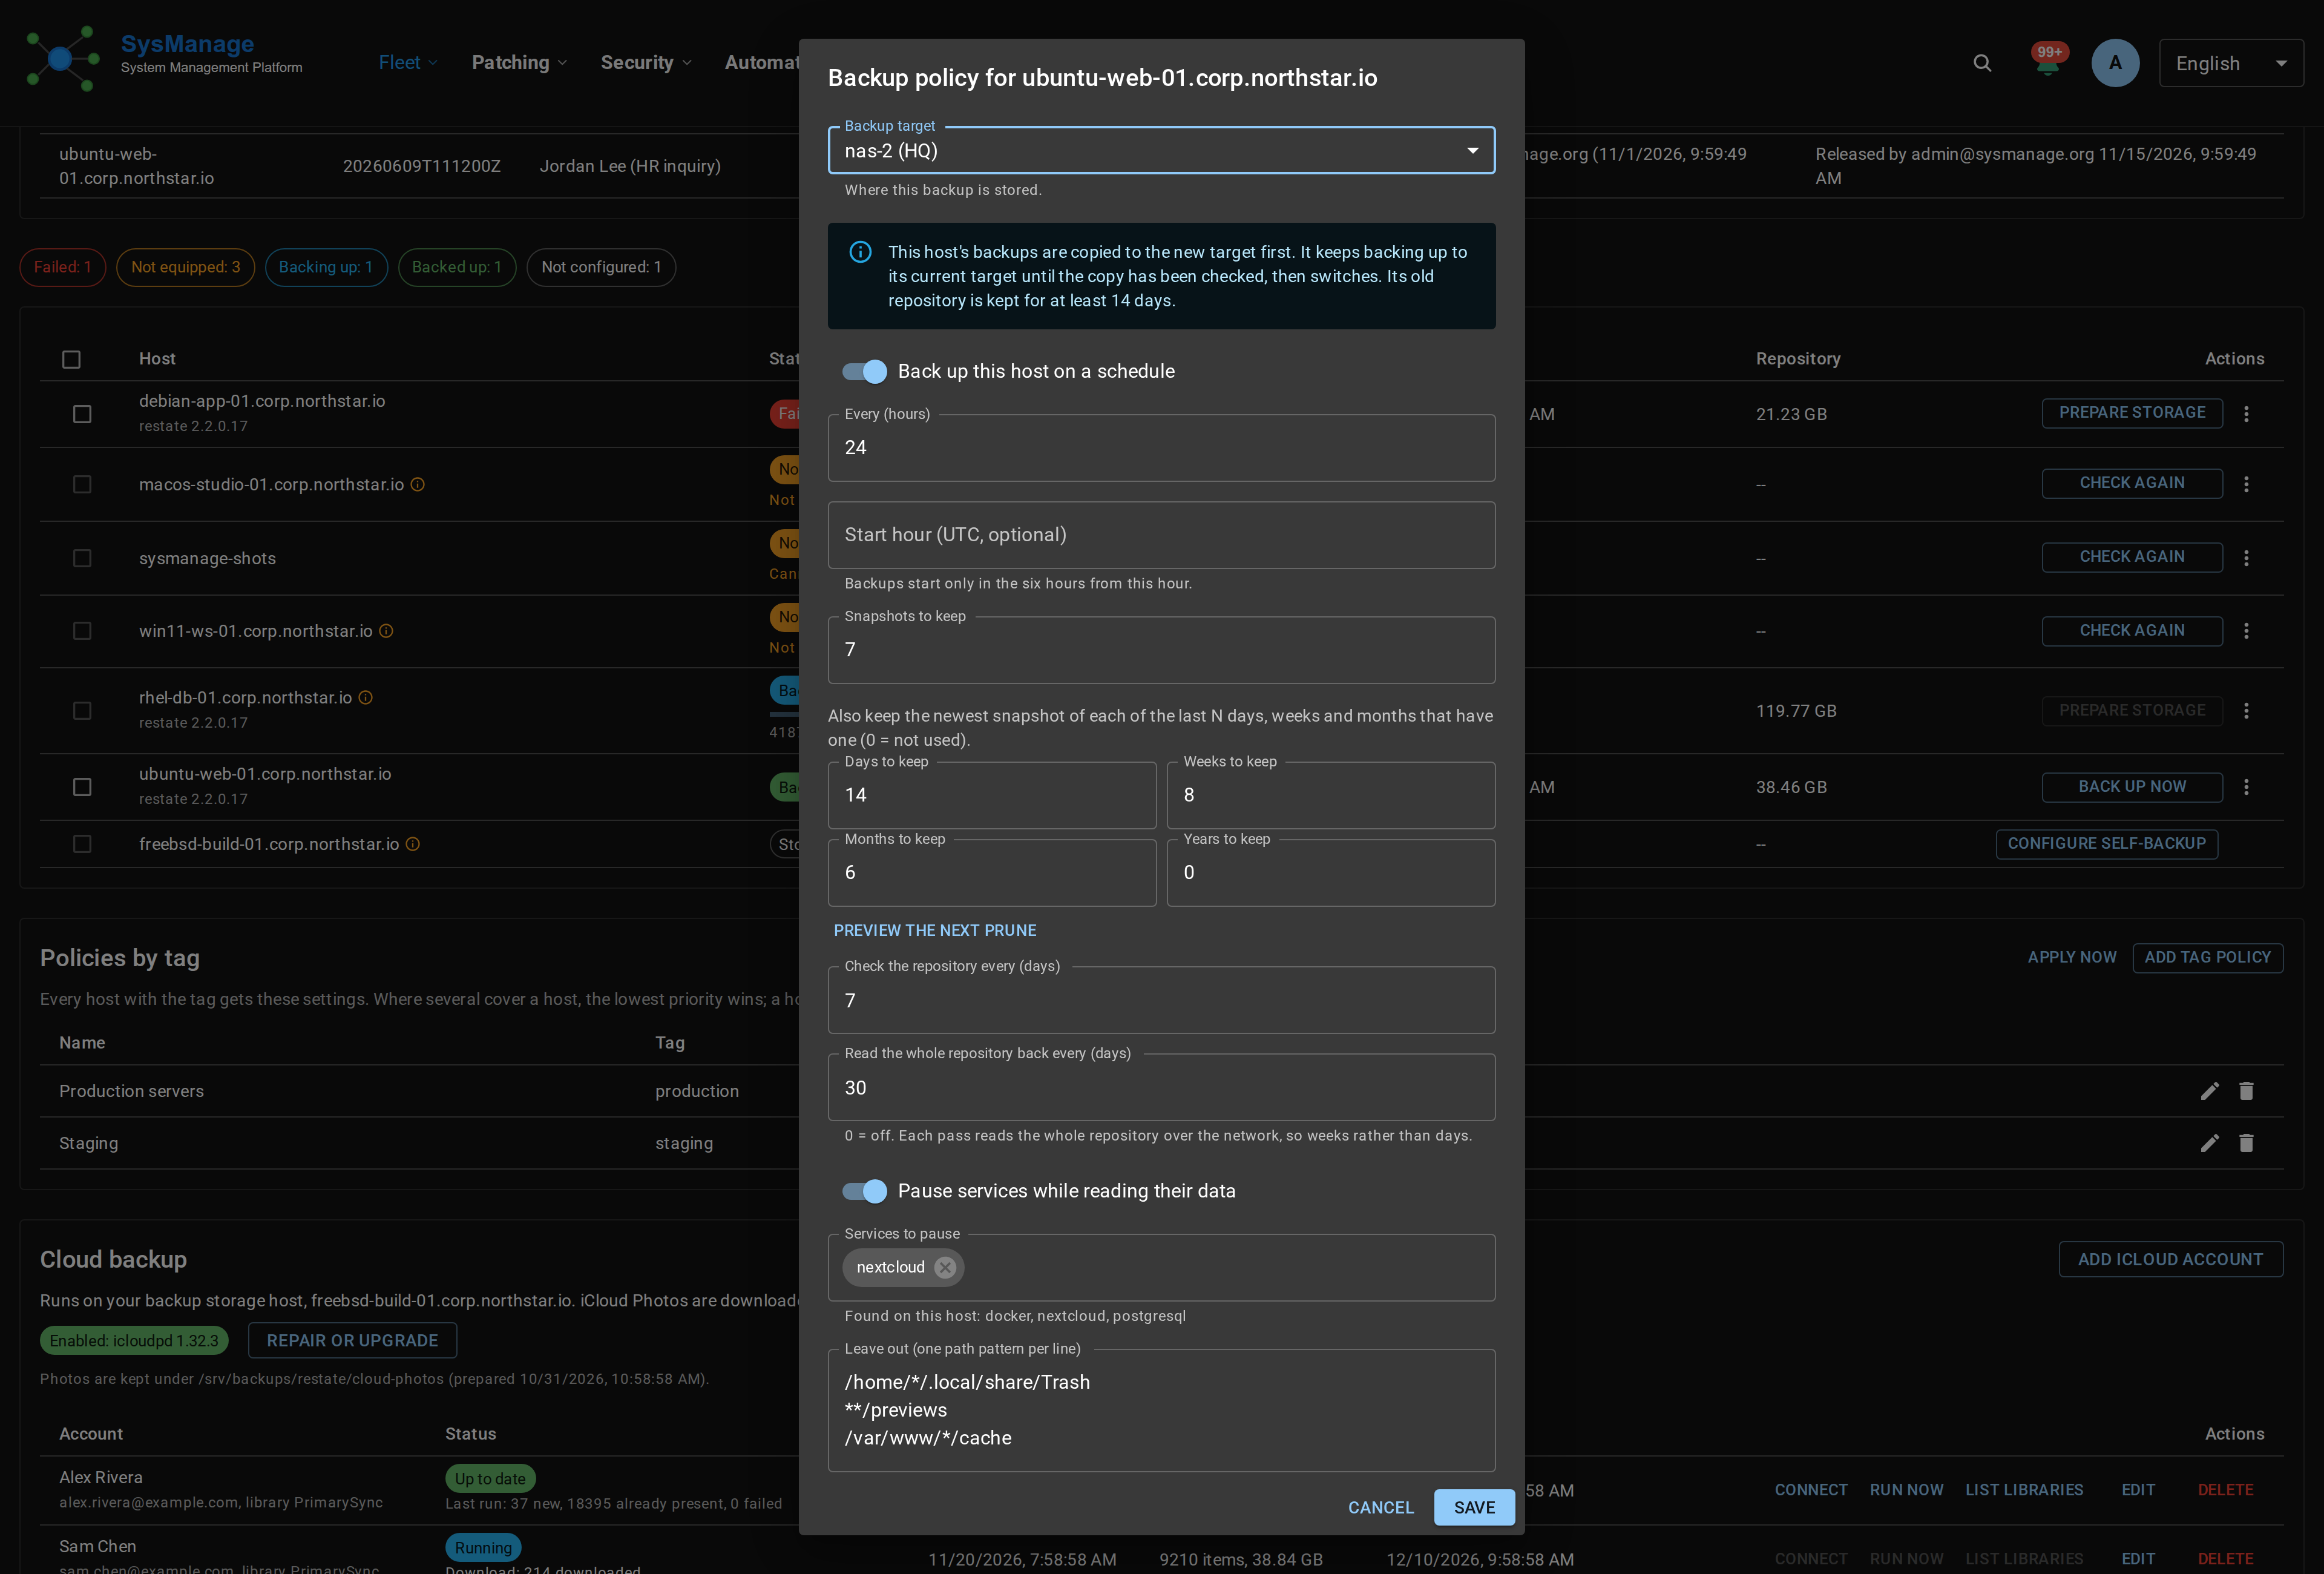 SysManage
System Management Platform
Fleet
Patching
Security
Automat
99+
A
English
ubuntu-web-
01.corp.northstar.io
20260609T111200Z
Jordan Lee (HR inquiry)
nage.org (11/1/2026, 9:59:49
Released by admin@sysmanage.org 11/15/2026, 9:59:49
AM
Failed: 1
Not equipped: 3
Backing up: 1
Backed up: 1
Not configured: 1
Host
Stat
Repository
Actions
debian-app-01.corp.northstar.io
restate 2.2.0.17
Fai
AM
21.23 GB
PREPARE STORAGE
macos-studio-01.corp.northstar.io
No
Not
--
CHECK AGAIN
sysmanage-shots
No
Can
--
CHECK AGAIN
win11-ws-01.corp.northstar.io
No
Not
--
CHECK AGAIN
rhel-db-01.corp.northstar.io
restate 2.2.0.17
Ba
4187
119.77 GB
PREPARE STORAGE
ubuntu-web-01.corp.northstar.io
restate 2.2.0.17
Ba
AM
38.46 GB
BACK UP NOW
freebsd-build-01.corp.northstar.io
Sto
--
CONFIGURE SELF-BACKUP
Policies by tag
APPLY NOW
ADD TAG POLICY
Every host with the tag gets these settings. Where several cover a host, the lowest priority wins; a ho
Name
Tag
Production servers
production
Staging
staging
Cloud backup
ADD ICLOUD ACCOUNT
Runs on your backup storage host, freebsd-build-01.corp.northstar.io. iCloud Photos are downloade
Enabled: icloudpd 1.32.3
REPAIR OR UPGRADE
Photos are kept under /srv/backups/restate/cloud-photos (prepared 10/31/2026, 10:58:58 AM).
Account
Status
Actions
Alex Rivera
alex.rivera@example.com, library PrimarySync
Up to date
Last run: 37 new, 18395 already present, 0 failed
58 AM
CONNECT
RUN NOW
LIST LIBRARIES
EDIT
DELETE
Sam Chen
sam.chen@example.com, library PrimarySync
Running
Download: 214 downloaded
11/20/2026, 7:58:58 AM
9210 items, 38.84 GB
12/10/2026, 9:58:58 AM
CONNECT
RUN NOW
LIST LIBRARIES
EDIT
DELETE
Backup policy for ubuntu-web-01.corp.northstar.io
Backup target
nas-2 (HQ)
Where this backup is stored.
This host's backups are copied to the new target first. It keeps backing up to
its current target until the copy has been checked, then switches. Its old
repository is kept for at least 14 days.
Back up this host on a schedule
Every (hours)
24
Start hour (UTC, optional)
Backups start only in the six hours from this hour.
Snapshots to keep
7
Also keep the newest snapshot of each of the last N days, weeks and months that have
one (0 = not used).
Days to keep
14
Weeks to keep
8
Months to keep
6
Years to keep
0
PREVIEW THE NEXT PRUNE
Check the repository every (days)
7
Read the whole repository back every (days)
30
0 = off. Each pass reads the whole repository over the network, so weeks rather than days.
Pause services while reading their data
Services to pause
nextcloud
Found on this host: docker, nextcloud, postgresql
Leave out (one path pattern per line)
/home/*/.local/share/Trash
**/previews
/var/www/*/cache
CANCEL
SAVE